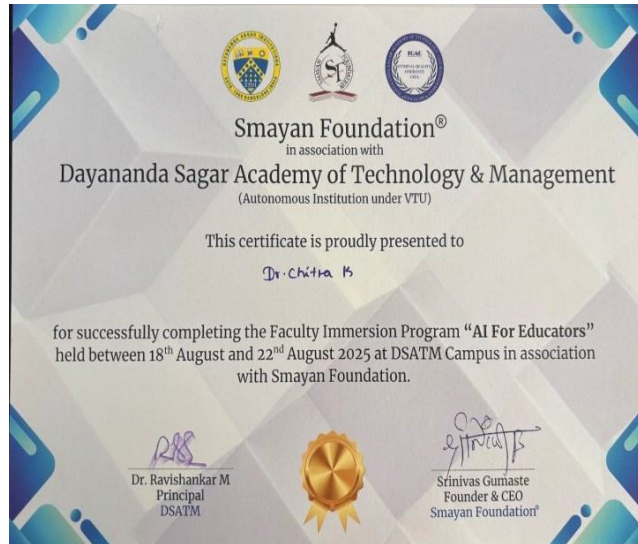 IQAC
SMAYAN FOUNDATION
Smayan Foundation®
in association with
Dayananda Sagar Academy of Technology & Management
(Autonomous Institution under VTU)
This certificate is proudly presented to
Dr. Chitra B
for successfully completing the Faculty Immersion Program “AI For Educators”
held between 18th August and 22nd August 2025 at DSATM Campus in association
with Smayan Foundation.
Dr. Ravishankar M
Principal
DSATM
Srinivas Gumaste
Founder & CEO
Smayan Foundation®